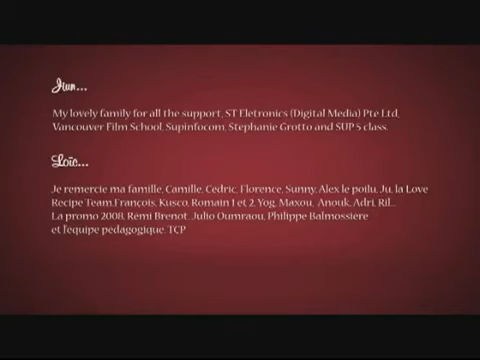 Jiun...
My lovely family for all the support, ST Eletronics (Digital Media) Pte Ltd,
Vancouver Film School, Supinfocom, Stephanie Grotto and SUP 5 class.
Loïc...
Je remercie ma famille, Camille, Cedric, Florence, Sunny, Alex le poilu, Ju, la Love
Recipe Team,François, Kusco, Romain 1 et 2, Yog, Maxou, Anouk, Adri, Ril...
La promo 2008, Rémi Brenot, Julio Oumraou, Philippe Balmossiere
et l'equipe pédagogique, TCP